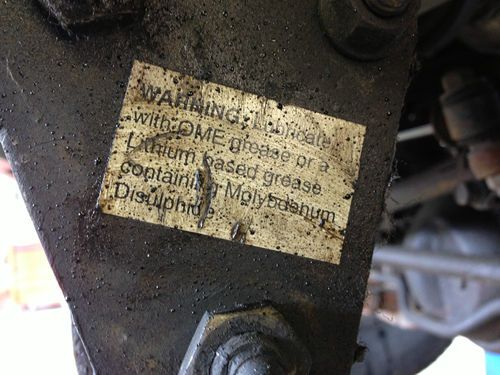 WARNING: Lubricate
with OME grease or a
Lithium based grease
containing Molybdenum
Disulphide